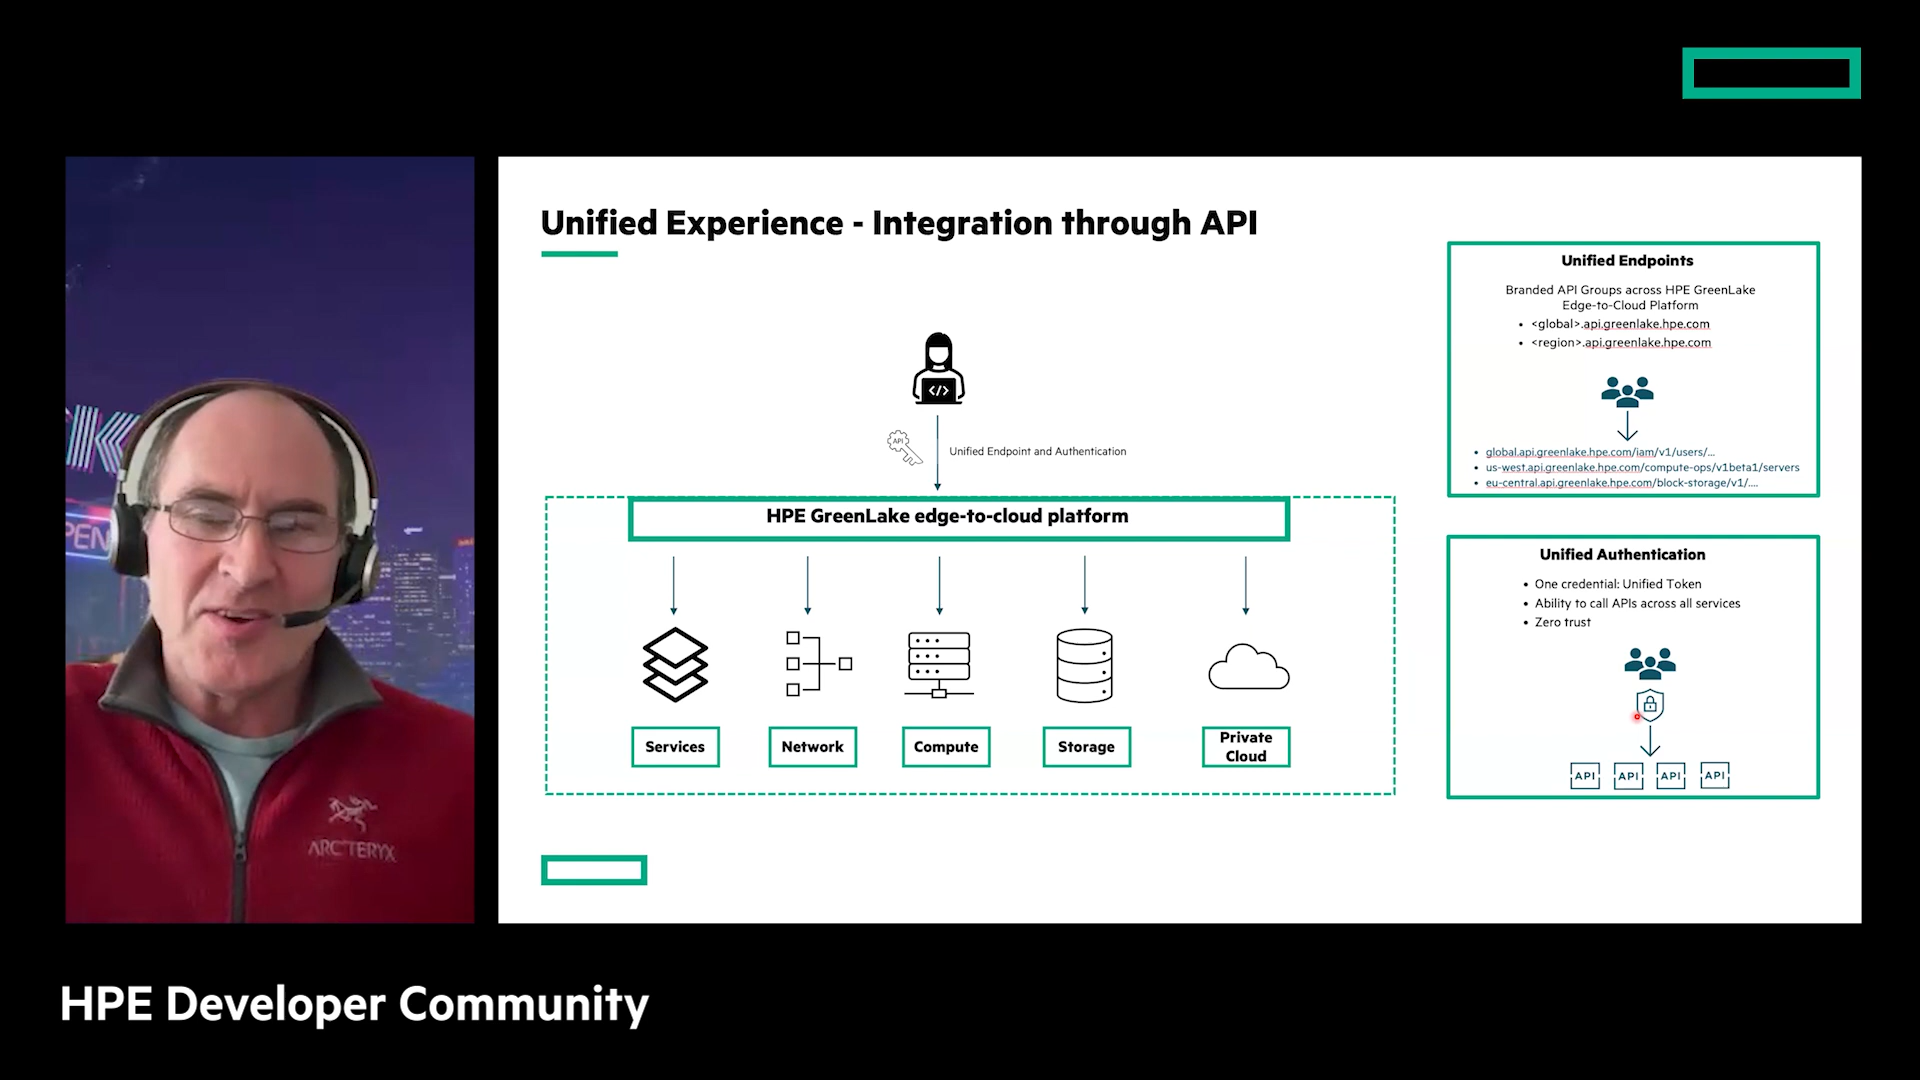 Unified Experience - Integration through API
</>
API
Unified Endpoint and Authentication
HPE GreenLake edge-to-cloud platform
Services
Network
Compute
Storage
Private
Cloud
Unified Endpoints
Branded API Groups across HPE GreenLake
Edge-to-Cloud Platform
• <global>.api.greenlake.hpe.com
• <region>.api.greenlake.hpe.com
• global.api.greenlake.hpe.com/iam/v1/users/...
• us-west.api.greenlake.hpe.com/compute-ops/v1beta1/servers
• eu-central.api.greenlake.hpe.com/block-storage/v1/....
Unified Authentication
• One credential: Unified Token
• Ability to call APIs across all services
• Zero trust
API API API API
PEN
ARC'TERYX
HPE Developer Community